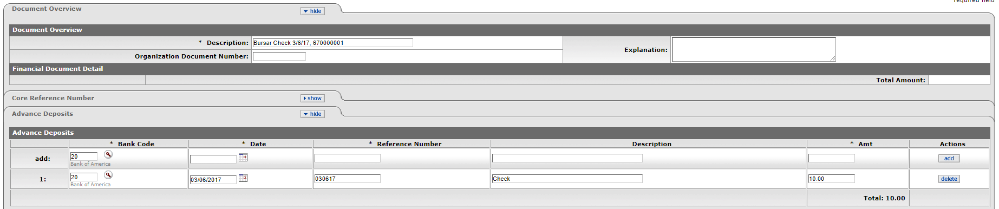 required field
Document Overview
hide
Document Overview
* Description: Bursar Check 3/6/17, 670000001
Explanation:
Organization Document Number:
Financial Document Detail
Total Amount:
Core Reference Number
show
Advance Deposits
hide
Advance Deposits
* Bank Code * Date * Reference Number Description * Amt Actions
add: 20 add
Bank of America
1: 20 03/06/2017 030617 Check 10.00 delete
Bank of America
Total: 10.00